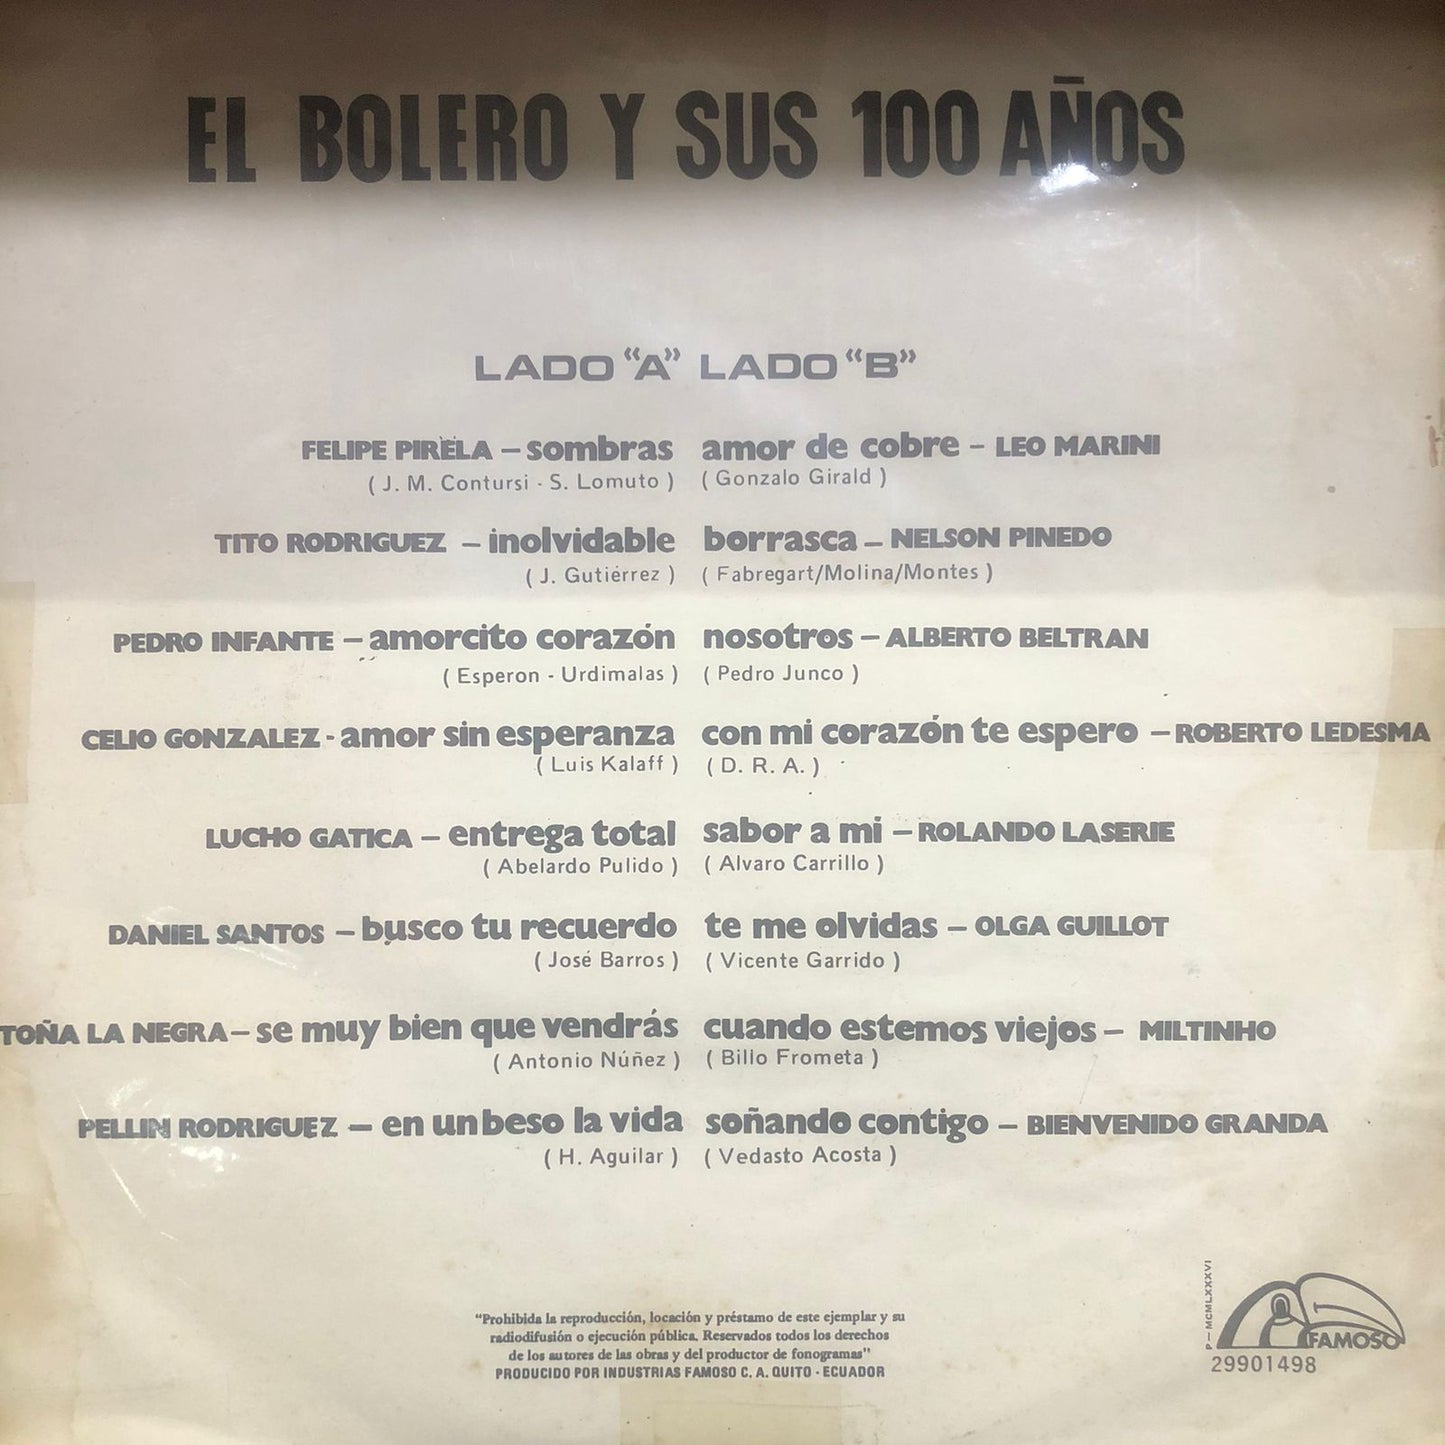 EL BOLERO Y SUS 100 AÑOS
LADO "A" LADO "B"
FELIPE PIRELA – sombras
( J. M. Contursi - S. Lomuto )
TITO RODRIGUEZ – inolvidable
( J. Gutiérrez )
PEDRO INFANTE – amorcito corazón
( Esperon - Urdimalas )
CELIO GONZALEZ - amor sin esperanza
( Luis Kalaff )
LUCHO GATICA – entrega total
( Abelardo Pulido )
DANIEL SANTOS – busco tu recuerdo
( José Barros )
TOÑA LA NEGRA – se muy bien que vendrás
( Antonio Núñez )
PELLIN RODRIGUEZ – en un beso la vida
( H. Aguilar )
amor de cobre – LEO MARINI
( Gonzalo Girald )
borrasca – NELSON PINEDO
( Fabregart/Molina/Montes )
nosotros – ALBERTO BELTRAN
( Pedro Junco )
con mi corazón te espero – ROBERTO LEDESMA
( D. R. A. )
sabor a mi – ROLANDO LASERIE
( Alvaro Carrillo )
te me olvidas – OLGA GUILLOT
( Vicente Garrido )
cuando estemos viejos – MILTINHO
( Billo Frometa )
soñando contigo – BIENVENIDO GRANDA
( Vedasto Acosta )
"Prohibida la reproducción, locación y préstamo de este ejemplar y su
radiodifusión o ejecución pública. Reservados todos los derechos
de los autores de las obras y del productor de fonogramas"
PRODUCIDO POR INDUSTRIAS FAMOSO C. A. QUITO - ECUADOR
P – MCMLXXXVI
FAMOSO
29901498